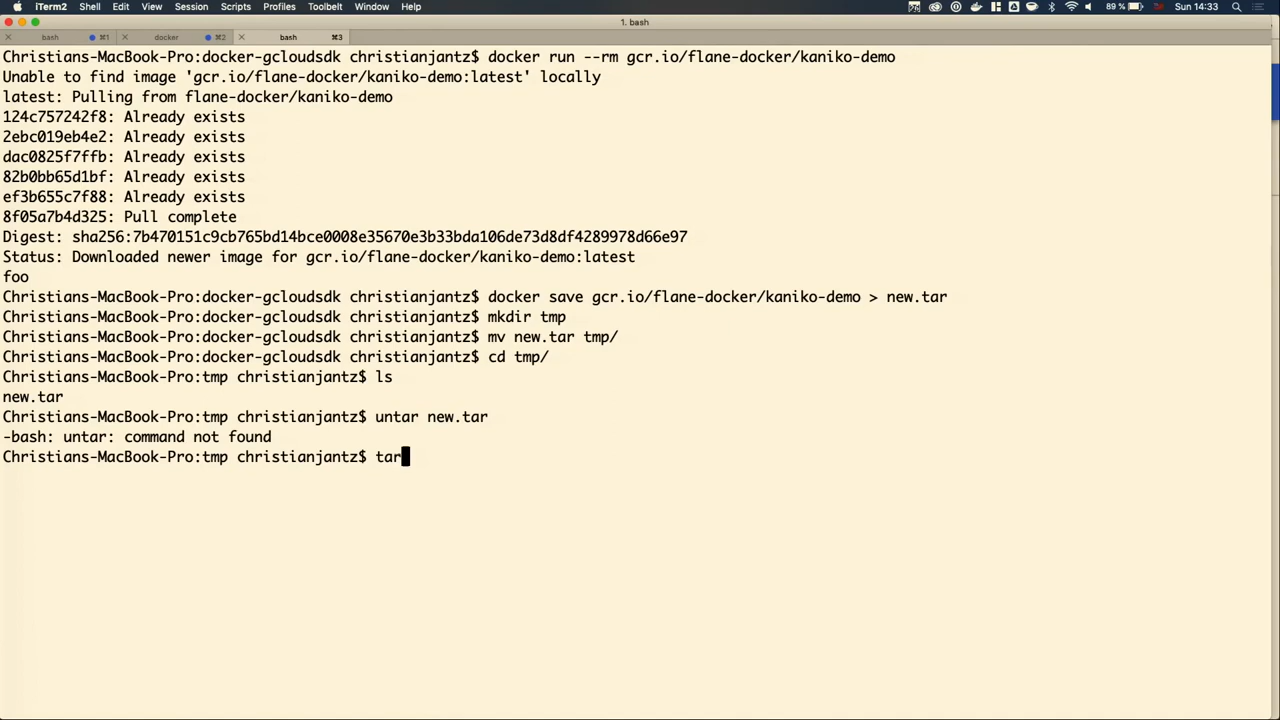 iTerm2 Shell Edit View Session Scripts Profiles Toolbelt Window Help 89 % Sun 14:33
1. bash
bash ⌘1 docker ⌘2 bash ⌘3
Christians-MacBook-Pro:docker-gcloudsdk christianjantz$ docker run --rm gcr.io/flane-docker/kaniko-demo
Unable to find image 'gcr.io/flane-docker/kaniko-demo:latest' locally
latest: Pulling from flane-docker/kaniko-demo
124c757242f8: Already exists
2ebc019eb4e2: Already exists
dac0825f7ffb: Already exists
82b0bb65d1bf: Already exists
ef3b655c7f88: Already exists
8f05a7b4d325: Pull complete
Digest: sha256:7b470151c9cb765bd14bce0008e35670e3b33bda106de73d8df4289978d66e97
Status: Downloaded newer image for gcr.io/flane-docker/kaniko-demo:latest
foo
Christians-MacBook-Pro:docker-gcloudsdk christianjantz$ docker save gcr.io/flane-docker/kaniko-demo > new.tar
Christians-MacBook-Pro:docker-gcloudsdk christianjantz$ mkdir tmp
Christians-MacBook-Pro:docker-gcloudsdk christianjantz$ mv new.tar tmp/
Christians-MacBook-Pro:docker-gcloudsdk christianjantz$ cd tmp/
Christians-MacBook-Pro:tmp christianjantz$ ls
new.tar
Christians-MacBook-Pro:tmp christianjantz$ untar new.tar
-bash: untar: command not found
Christians-MacBook-Pro:tmp christianjantz$ tar